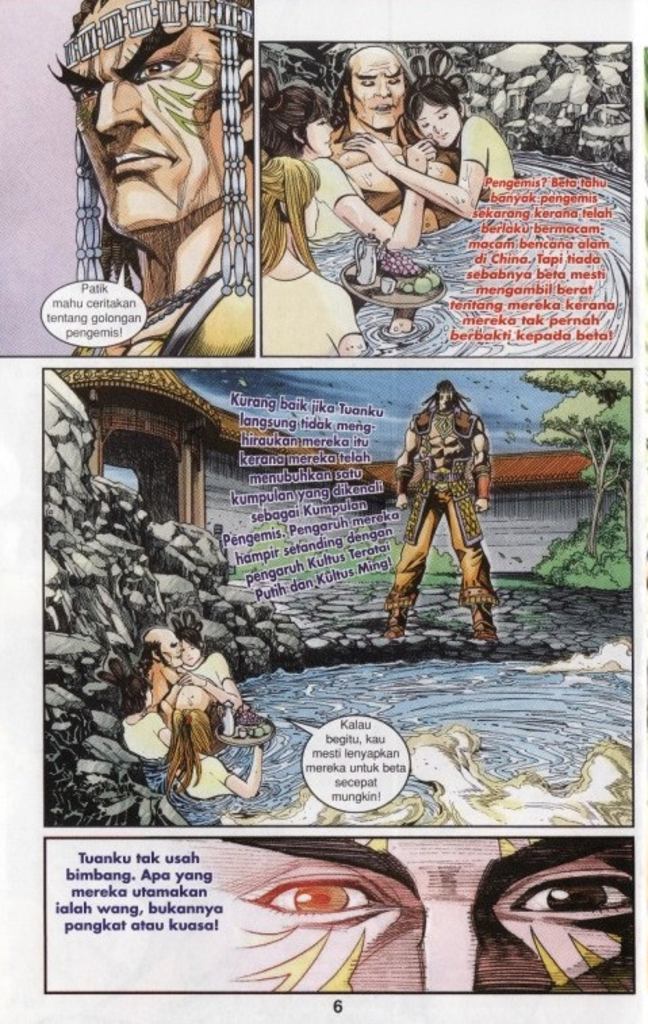 Patik
mahu ceritakan
tentang golongan
pengemis!
Pengemis? Beta tahu
banyak pengemis
sekarang kerana telah
berlaku bermacam-
macam bencana alam
di China. Tapi tiada
sebabnya beta mesti
mengambil berat
tentang mereka kerana
mereka tak pernah
berbakti kepada beta!
Kurang baik jika Tuanku
langsung tidak meng-
hiraukan mereka itu
kerana mereka telah
menubuhkan satu
kumpulan yang dikenali
sebagai Kumpulan
Pengemis. Pengaruh mereka
hampir setanding dengan
pengaruh Kultus Teratai
Putih dan Kultus Ming!
Kalau
begitu, kau
mesti lenyapkan
mereka untuk beta
secepat
mungkin!
Tuanku tak usah
bimbang. Apa yang
mereka utamakan
ialah wang, bukannya
pangkat atau kuasa!
6